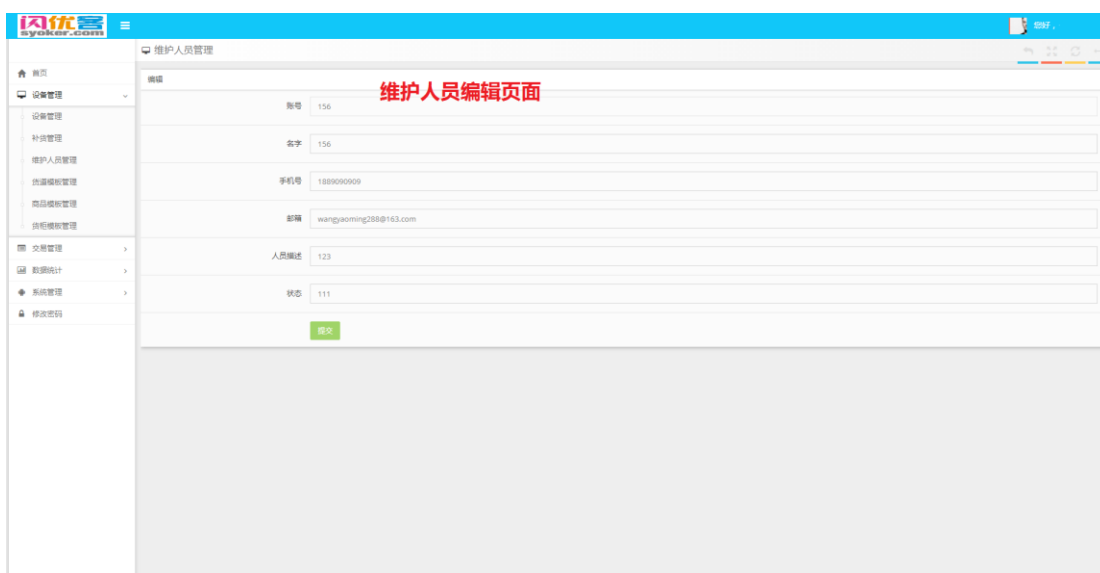 闪优客
syoker.com
您好，
维护人员管理
首页
设备管理
设备管理
补货管理
维护人员管理
货道模板管理
商品模板管理
货柜模板管理
交易管理
数据统计
系统管理
修改密码
编辑
维护人员编辑页面
账号 156
名字 156
手机号 1889090909
邮箱 wangyaoming288@163.com
人员描述 123
状态 111
提交